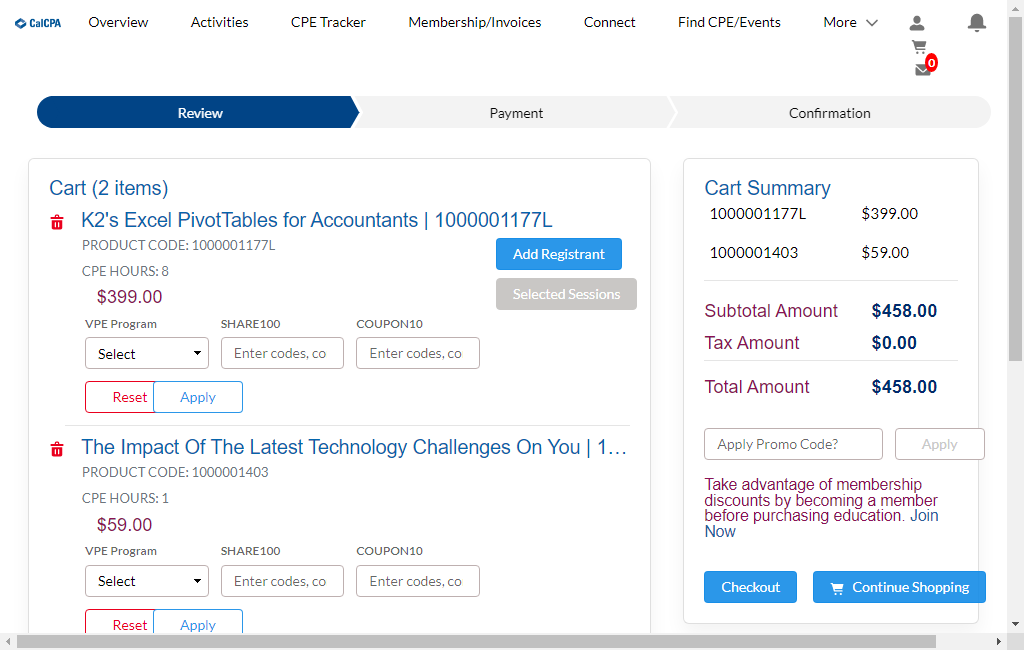 CalCPA
Overview
Activities
CPE Tracker
Membership/Invoices
Connect
Find CPE/Events
More
0
Review
Payment
Confirmation
Cart (2 items)
K2's Excel PivotTables for Accountants | 1000001177L
PRODUCT CODE: 1000001177L
Add Registrant
CPE HOURS: 8
$399.00
Selected Sessions
VPE Program
SHARE100
COUPON10
Select
Enter codes, co
Enter codes, co
Reset
Apply
The Impact Of The Latest Technology Challenges On You | 1...
PRODUCT CODE: 1000001403
CPE HOURS: 1
$59.00
VPE Program
SHARE100
COUPON10
Select
Enter codes, co
Enter codes, co
Reset
Apply
Cart Summary
1000001177L $399.00
1000001403 $59.00
Subtotal Amount $458.00
Tax Amount $0.00
Total Amount $458.00
Apply Promo Code?
Apply
Take advantage of membership
discounts by becoming a member
before purchasing education. Join
Now
Checkout
Continue Shopping